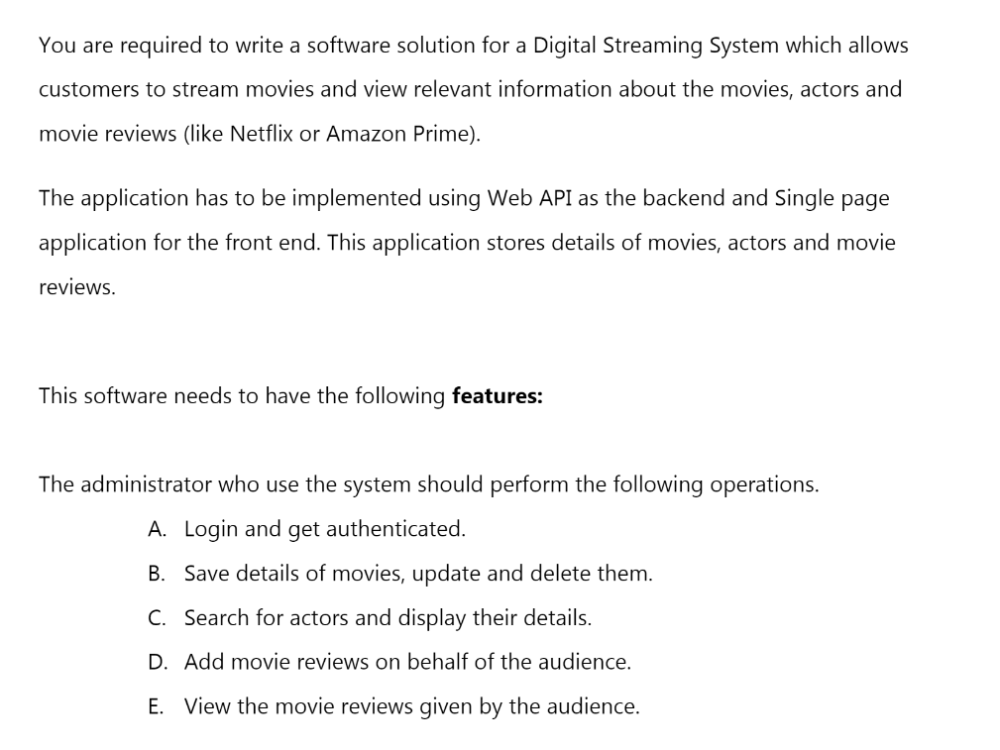 You are required to write a software solution for a Digital Streaming System which allows
customers to stream movies and view relevant information about the movies, actors and
movie reviews (like Netflix or Amazon Prime).
The application has to be implemented using Web API as the backend and Single page
application for the front end. This application stores details of movies, actors and movie
reviews.
This software needs to have the following features:
The administrator who use the system should perform the following operations.
A. Login and get authenticated.
B. Save details of movies, update and delete them.
C. Search for actors and display their details.
D. Add movie reviews on behalf of the audience.
E. View the movie reviews given by the audience.